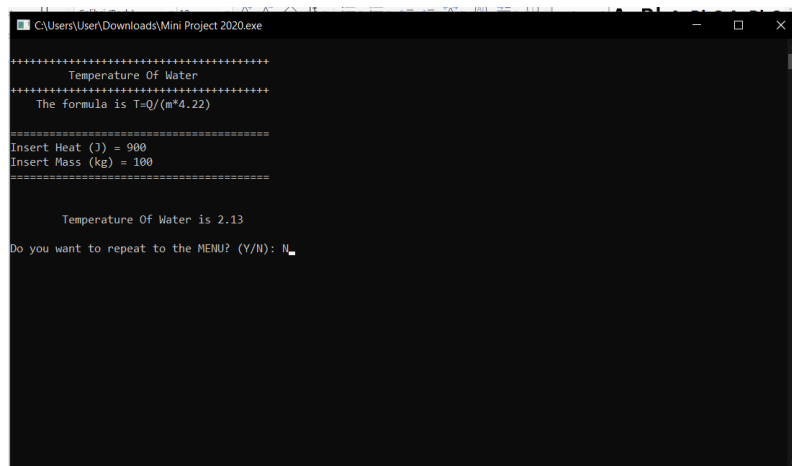 C:\Users\User\Downloads\Mini Project 2020.exe
++++++++++++++++++++++++++++++++++++++++
Temperature Of Water
++++++++++++++++++++++++++++++++++++++++
The formula is T=Q/(m*4.22)
========================================
Insert Heat (J) = 900
Insert Mass (kg) = 100
========================================
Temperature Of Water is 2.13
Do you want to repeat to the MENU? (Y/N): N